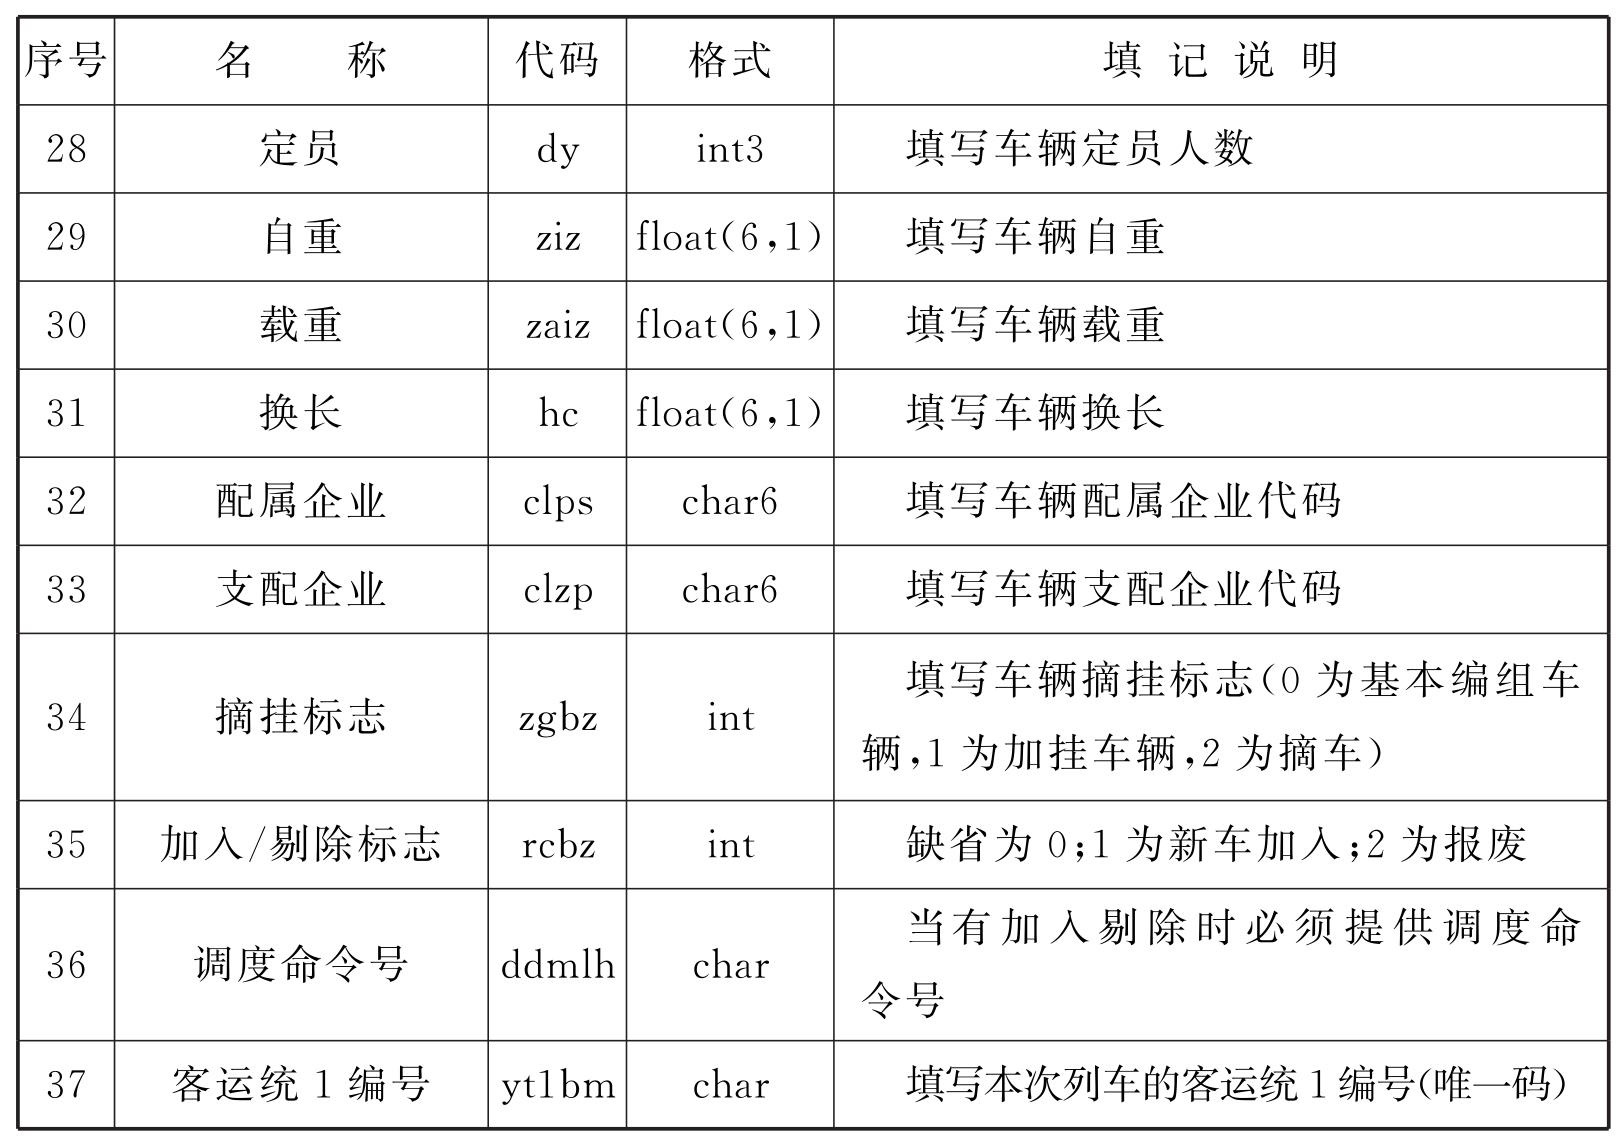 序号 名 称 代码 格式 填记说明
28 定员 dy int3 填写车辆定员人数
29 自重 ziz float(6,1) 填写车辆自重
30 载重 zaiz float(6,1) 填写车辆载重
31 换长 hc float(6,1) 填写车辆换长
32 配属企业 clps char6 填写车辆配属企业代码
33 支配企业 clzp char6 填写车辆支配企业代码
34 摘挂标志 zgbz int 填写车辆摘挂标志(0为基本编组车
辆,1为加挂车辆,2为摘车)
35 加入/剔除标志 rcbz int 缺省为0;1为新车加入;2为报废
36 调度命令号 ddmlh char 当有加入剔除时必须提供调度命
令号
37 客运统1编号 yt1bm char 填写本次列车的客运统1编号(唯一码)